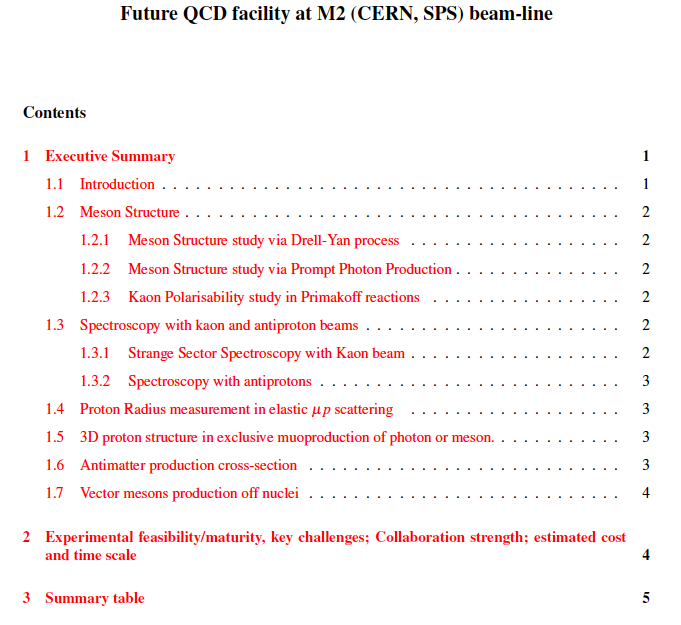 Future QCD facility at M2 (CERN, SPS) beam-line
Contents
1 Executive Summary 1
1.1 Introduction . . . . . . . . . . . . . . . . . . . . . . . . . . . . . . . . . . . . . . . . . 1
1.2 Meson Structure . . . . . . . . . . . . . . . . . . . . . . . . . . . . . . . . . . . . . . . 2
1.2.1 Meson Structure study via Drell-Yan process . . . . . . . . . . . . . . . . . . . 2
1.2.2 Meson Structure study via Prompt Photon Production . . . . . . . . . . . . . . . 2
1.2.3 Kaon Polarisability study in Primakoff reactions . . . . . . . . . . . . . . . . . 2
1.3 Spectroscopy with kaon and antiproton beams . . . . . . . . . . . . . . . . . . . . . . . 2
1.3.1 Strange Sector Spectroscopy with Kaon beam . . . . . . . . . . . . . . . . . . . 2
1.3.2 Spectroscopy with antiprotons . . . . . . . . . . . . . . . . . . . . . . . . . . . 3
1.4 Proton Radius measurement in elastic μp scattering . . . . . . . . . . . . . . . . . . . 3
1.5 3D proton structure in exclusive muoproduction of photon or meson. . . . . . . . . . . . 3
1.6 Antimatter production cross-section . . . . . . . . . . . . . . . . . . . . . . . . . . . . 3
1.7 Vector mesons production off nuclei . . . . . . . . . . . . . . . . . . . . . . . . . . . . 4
2 Experimental feasibility/maturity, key challenges; Collaboration strength; estimated cost
and time scale 4
3 Summary table 5